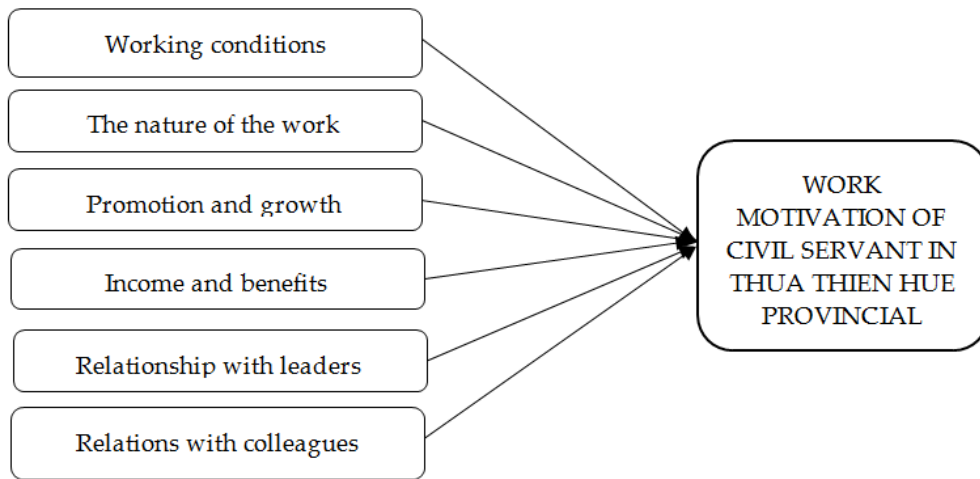 Working conditions
The nature of the work
Promotion and growth
Income and benefits
Relationship with leaders
Relations with colleagues
WORK
MOTIVATION OF
CIVIL SERVANT IN
THUA THIEN HUE
PROVINCIAL